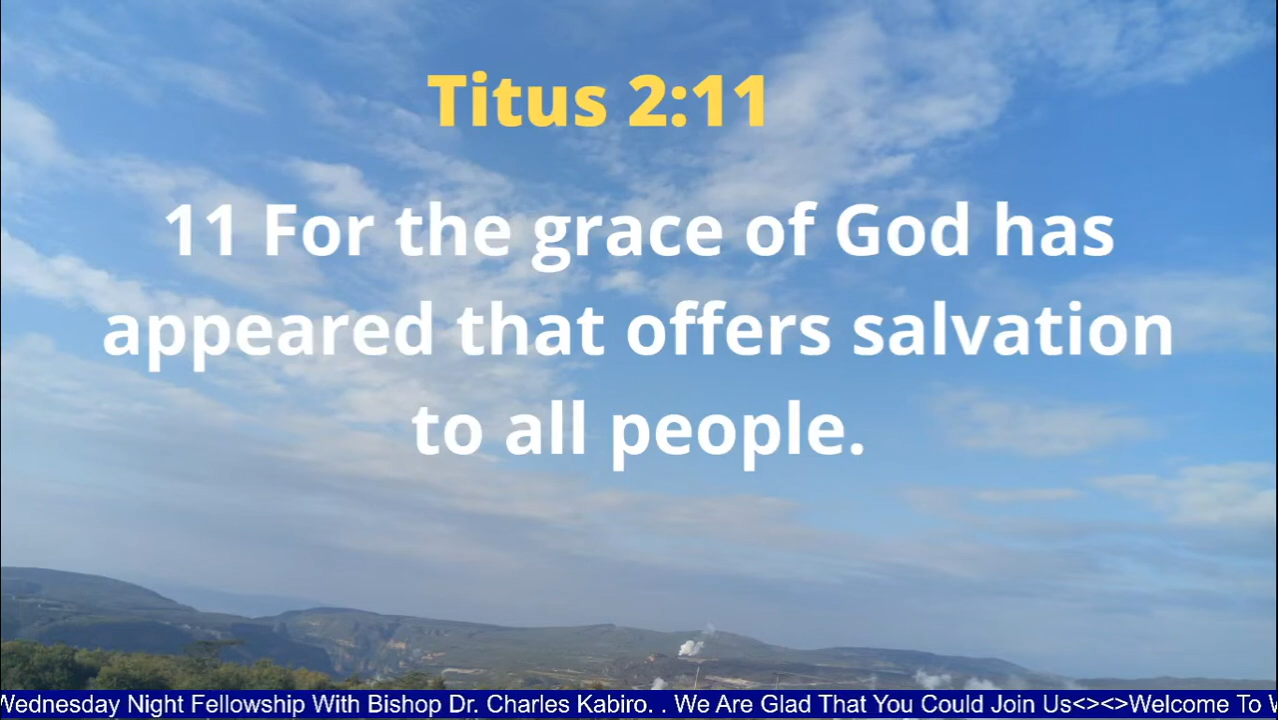 Titus 2:11
11 For the grace of God has
appeared that offers salvation
to all people.
Wednesday Night Fellowship With Bishop Dr. Charles Kabiro. . We Are Glad That You Could Join Us<><>Welcome To